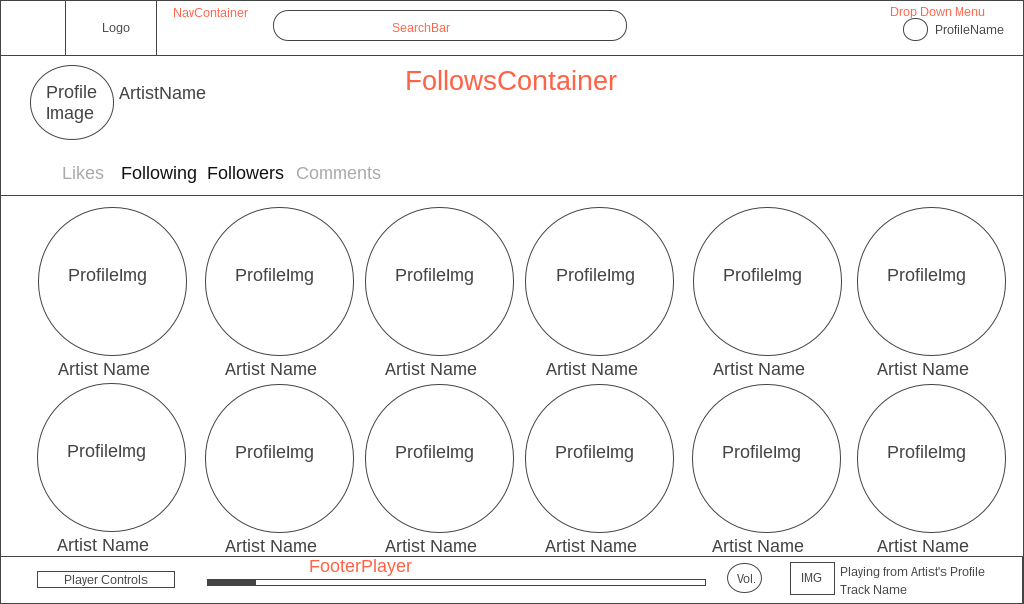 NavContainer
Drop Down Menu
Logo
SearchBar
ProfileName
FollowsContainer
Profile
Image
ArtistName
Likes Following Followers Comments
ProfileImg ProfileImg ProfileImg ProfileImg ProfileImg ProfileImg
Artist Name Artist Name Artist Name Artist Name Artist Name Artist Name
ProfileImg ProfileImg ProfileImg ProfileImg ProfileImg ProfileImg
Artist Name Artist Name Artist Name Artist Name Artist Name Artist Name
FooterPlayer
Player Controls
Vol.
IMG
Playing from Artist's Profile
Track Name